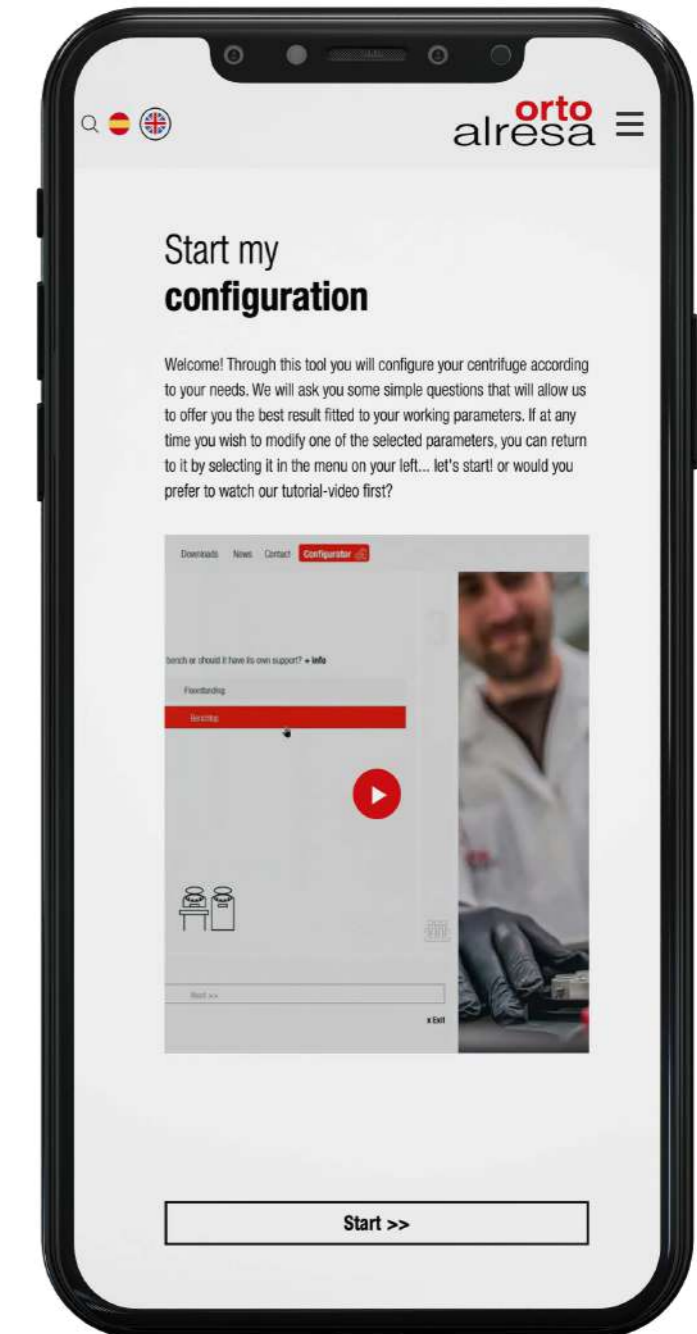 orto
alresa
Start my
configuration
Welcome! Through this tool you will configure your centrifuge according
to your needs. We will ask you some simple questions that will allow us
to offer you the best result fitted to your working parameters. If at any
time you wish to modify one of the selected parameters, you can return
to it by selecting it in the menu on your left... let's start! or would you
prefer to watch our tutorial-video first?
Downloads News Contact Configurator
bench or should it have its own support? + info
Floorstanding
Benchtop
Next >>
x Exit
Start >>